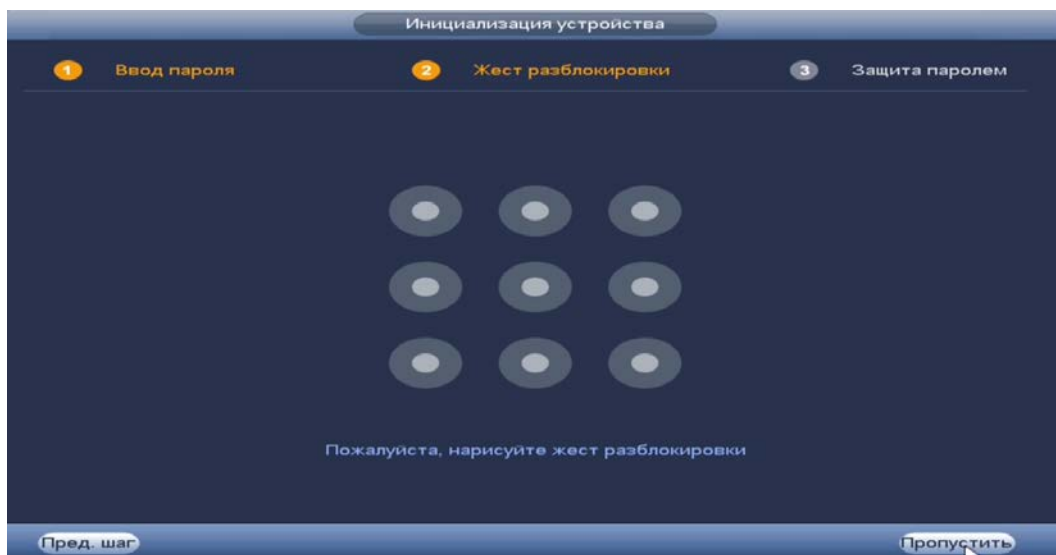 Инициализация устройства
1 Ввод пароля 2 Жест разблокировки 3 Защита паролем
Пожалуйста, нарисуйте жест разблокировки
Пред. шаг Пропустить